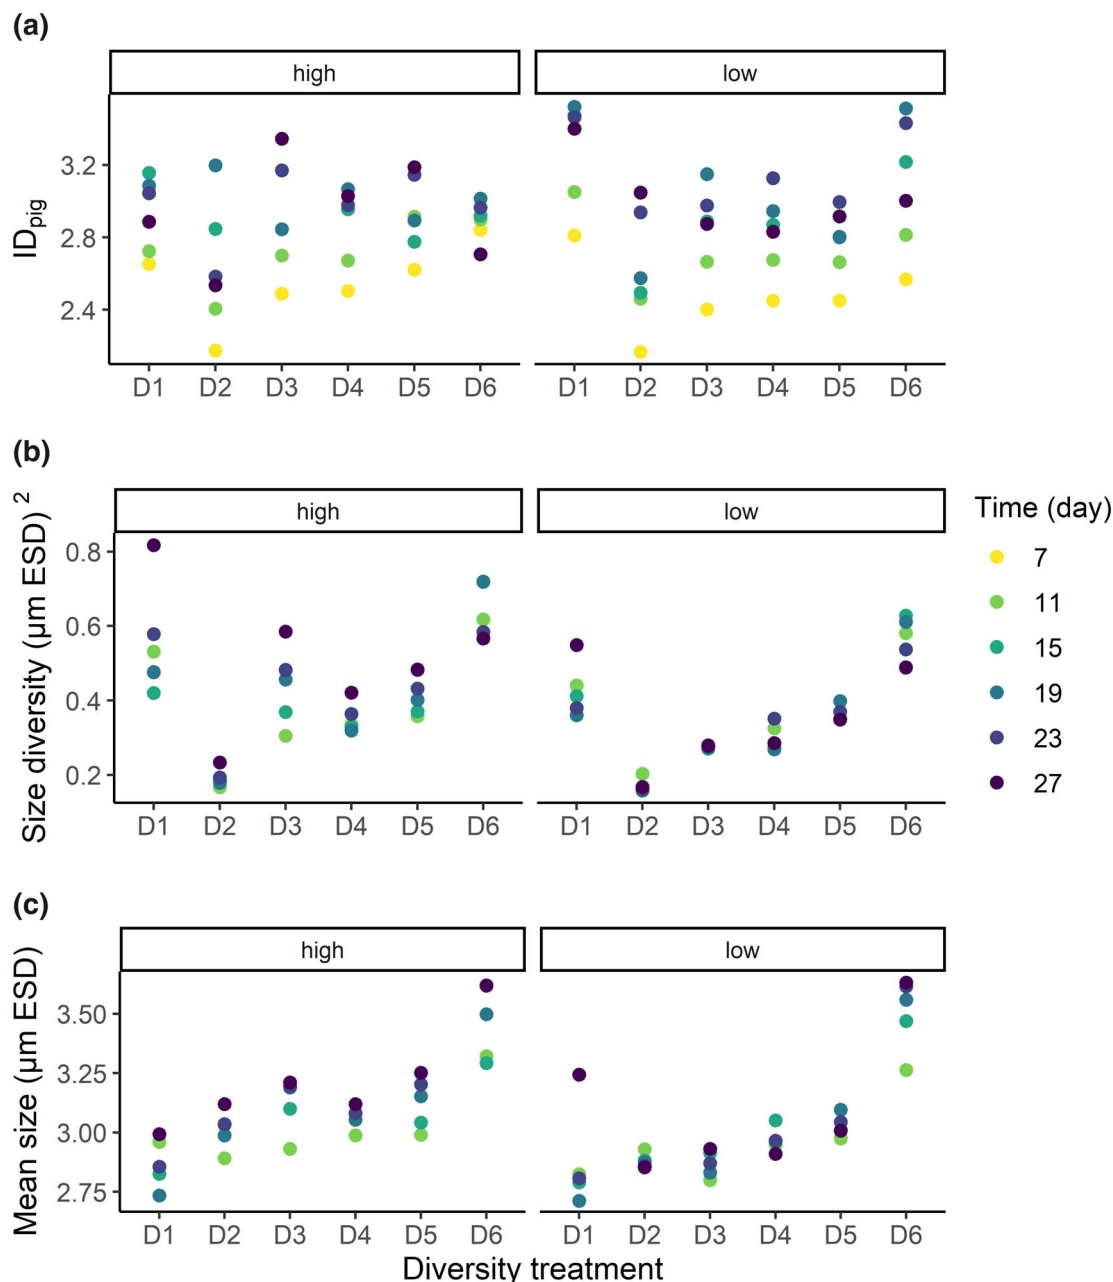 (a)
high low
ID pig
3.2
2.8
2.4
D1 D2 D3 D4 D5 D6 D1 D2 D3 D4 D5 D6
(b)
high low
Size diversity (µm ESD) 2
0.8
0.6
0.4
0.2
D1 D2 D3 D4 D5 D6 D1 D2 D3 D4 D5 D6
Time (day)
7
11
15
19
23
27
(c)
high low
Mean size (µm ESD)
3.50
3.25
3.00
2.75
D1 D2 D3 D4 D5 D6 D1 D2 D3 D4 D5 D6
Diversity treatment